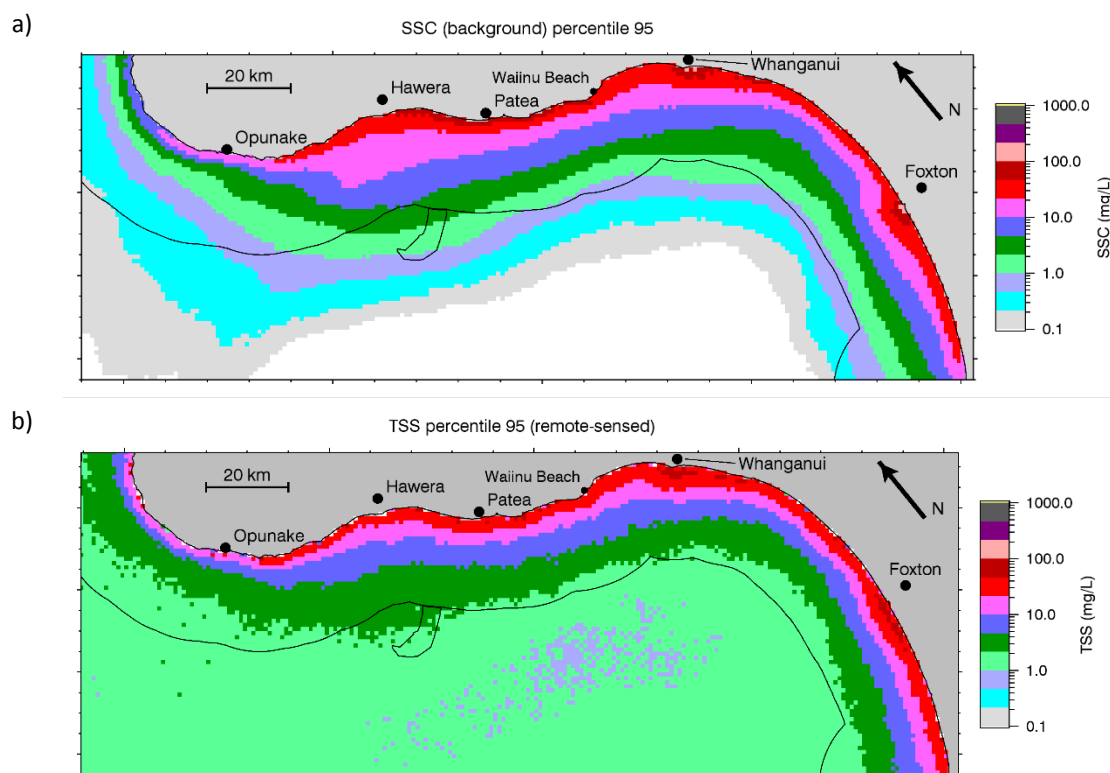 a)
SSC (background) percentile 95
20 km
Hawera
Waiinu Beach
Patea
Whanganui
Opunake
N
Foxton
1000.0
100.0
10.0
1.0
0.1
SSC (mg/L)
b)
TSS percentile 95 (remote-sensed)
20 km
Hawera
Waiinu Beach
Patea
Whanganui
Opunake
N
Foxton
1000.0
100.0
10.0
1.0
0.1
TSS (mg/L)